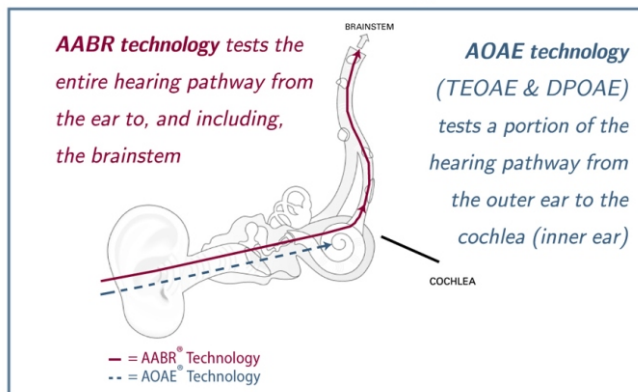 AABR technology tests the
entire hearing pathway from
the ear to, and including,
the brainstem
BRAINSTEM
AOAE technology
(TEOAE & DPOAE)
tests a portion of the
hearing pathway from
the outer ear to the
cochlea (inner ear)
COCHLEA
= AABR® Technology
= AOAE® Technology